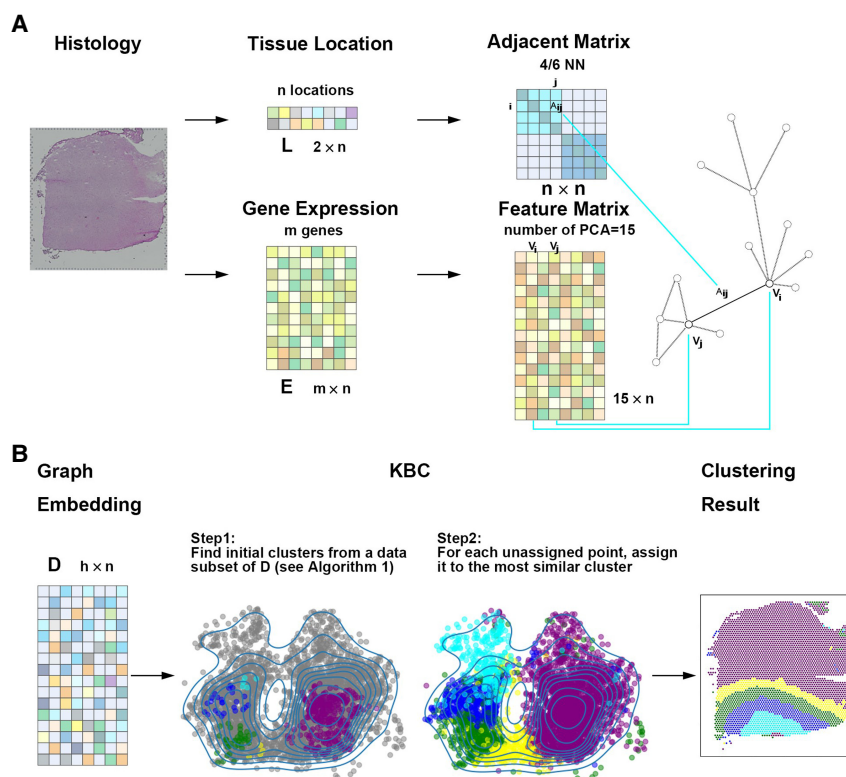 A
Histology
Tissue Location
Adjacent Matrix
4/6 NN
n locations
j
i
Aij
L 2 × n
n × n
Gene Expression
m genes
Feature Matrix
number of PCA=15
Vi Vj
Aij
Vi
Vj
E m × n
15 × n
B
Graph
Embedding
KBC
Clustering
Result
D h × n
Step1:
Find initial clusters from a data
subset of D (see Algorithm 1)
Step2:
For each unassigned point, assign
it to the most similar cluster